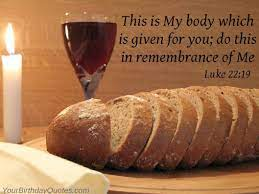 This is My body which
is given for you; do this
in remembrance of Me
Luke 22:19
YourBirthdayQuotes.com